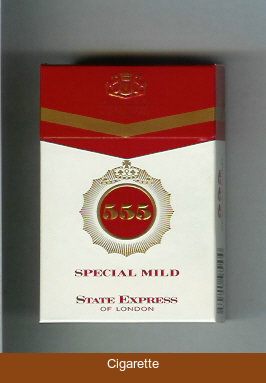 555
SPECIAL MILD
STATE EXPRESS
OF LONDON
Cigarette